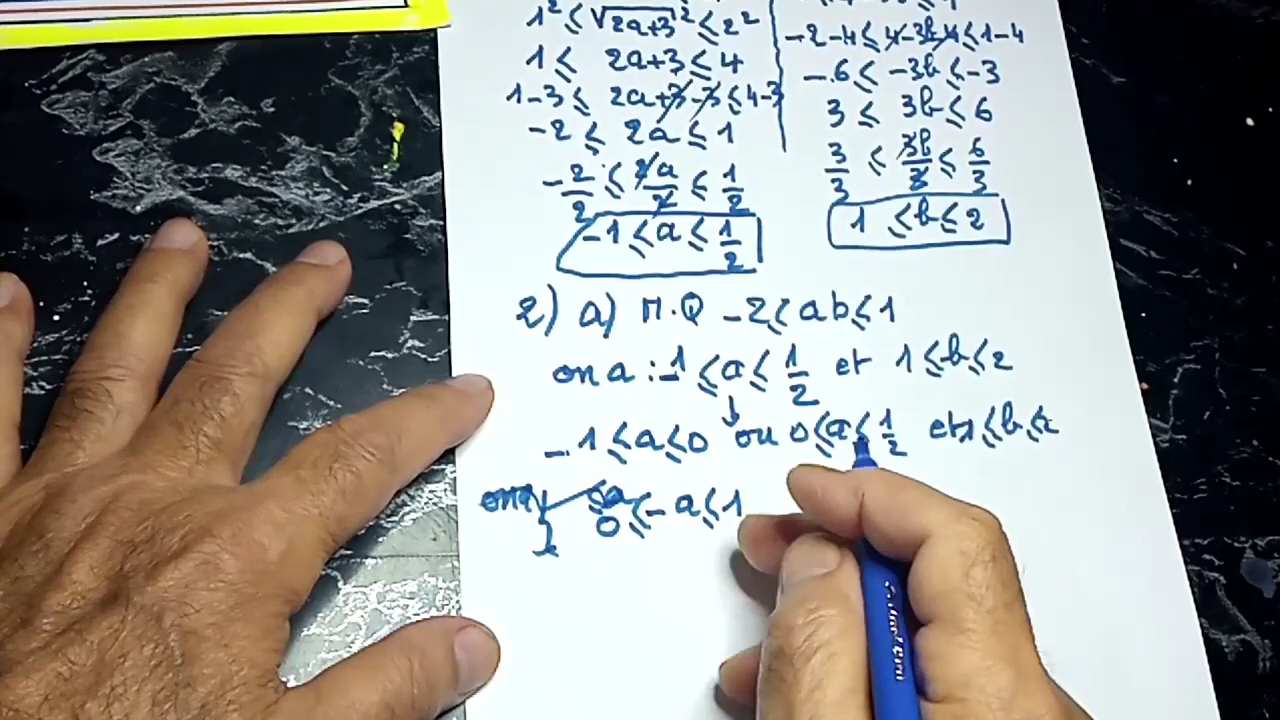 1² ≤ √2a+3² ≤ 2²
1 ≤ 2a+3 ≤ 4
1-3 ≤ 2a+3-3 ≤ 4-3
-2 ≤ 2a ≤ 1
-2/2 ≤ 2a/2 ≤ 1/2
-1 ≤ a ≤ 1/2
-2-4 ≤ 4-3b-4 ≤ 1-4
-6 ≤ -3b ≤ -3
3 ≤ 3b ≤ 6
3/3 ≤ 3b/3 ≤ 6/3
1 ≤ b ≤ 2
2) a) M.Q -2 ≤ ab ≤ 1
on a : -1 ≤ a ≤ 1/2 et 1 ≤ b ≤ 2
-1 ≤ a ≤ 0 ou 0 ≤ a ≤ 1/2 et 1 ≤ b ≤ 2
0 ≤ -a ≤ 1